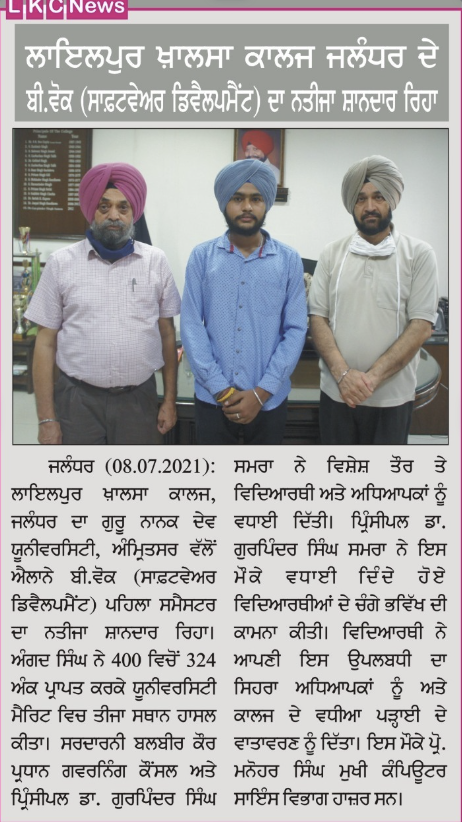 LKCNews
ਲਾਇਲਪੁਰ ਖ਼ਾਲਸਾ ਕਾਲਜ ਜਲੰਧਰ ਦੇ
ਬੀ.ਵੋਕ (ਸਾਫ਼ਟਵੇਅਰ ਡਿਵੈਲਪਮੈਂਟ) ਦਾ ਨਤੀਜਾ ਸ਼ਾਨਦਾਰ ਰਿਹਾ
ਜਲੰਧਰ (08.07.2021):
ਲਾਇਲਪੁਰ ਖ਼ਾਲਸਾ ਕਾਲਜ,
ਜਲੰਧਰ ਦਾ ਗੁਰੂ ਨਾਨਕ ਦੇਵ
ਯੂਨੀਵਰਸਿਟੀ, ਅੰਮ੍ਰਿਤਸਰ ਵੱਲੋਂ
ਐਲਾਨੇ ਬੀ.ਵੋਕ (ਸਾਫ਼ਟਵੇਅਰ
ਡਿਵੈਲਪਮੈਂਟ) ਪਹਿਲਾ ਸਮੈਸਟਰ
ਦਾ ਨਤੀਜਾ ਸ਼ਾਨਦਾਰ ਰਿਹਾ।
ਅੰਗਦ ਸਿੰਘ ਨੇ 400 ਵਿਚੋਂ 324
ਅੰਕ ਪ੍ਰਾਪਤ ਕਰਕੇ ਯੂਨੀਵਰਸਿਟੀ
ਮੈਰਿਟ ਵਿਚ ਤੀਜਾ ਸਥਾਨ ਹਾਸਲ
ਕੀਤਾ। ਸਰਦਾਰਨੀ ਬਲਬੀਰ ਕੌਰ
ਪ੍ਰਧਾਨ ਗਵਰਨਿੰਗ ਕੌਂਸਲ ਅਤੇ
ਪ੍ਰਿੰਸੀਪਲ ਡਾ. ਗੁਰਪਿੰਦਰ ਸਿੰਘ
ਸਮਰਾ ਨੇ ਵਿਸ਼ੇਸ਼ ਤੌਰ ਤੇ
ਵਿਦਿਆਰਥੀ ਅਤੇ ਅਧਿਆਪਕਾਂ ਨੂੰ
ਵਧਾਈ ਦਿੱਤੀ। ਪ੍ਰਿੰਸੀਪਲ ਡਾ.
ਗੁਰਪਿੰਦਰ ਸਿੰਘ ਸਮਰਾ ਨੇ ਇਸ
ਮੌਕੇ ਵਧਾਈ ਦਿੰਦੇ ਹੋਏ
ਵਿਦਿਆਰਥੀਆਂ ਦੇ ਚੰਗੇ ਭਵਿੱਖ ਦੀ
ਕਾਮਨਾ ਕੀਤੀ। ਵਿਦਿਆਰਥੀ ਨੇ
ਆਪਣੀ ਇਸ ਉਪਲਬਧੀ ਦਾ
ਸਿਹਰਾ ਅਧਿਆਪਕਾਂ ਨੂੰ ਅਤੇ
ਕਾਲਜ ਦੇ ਵਧੀਆ ਪੜ੍ਹਾਈ ਦੇ
ਵਾਤਾਵਰਣ ਨੂੰ ਦਿੱਤਾ। ਇਸ ਮੌਕੇ ਪ੍ਰੋ.
ਮਨੋਹਰ ਸਿੰਘ ਮੁਖੀ ਕੰਪਿਊਟਰ
ਸਾਇੰਸ ਵਿਭਾਗ ਹਾਜ਼ਰ ਸਨ।